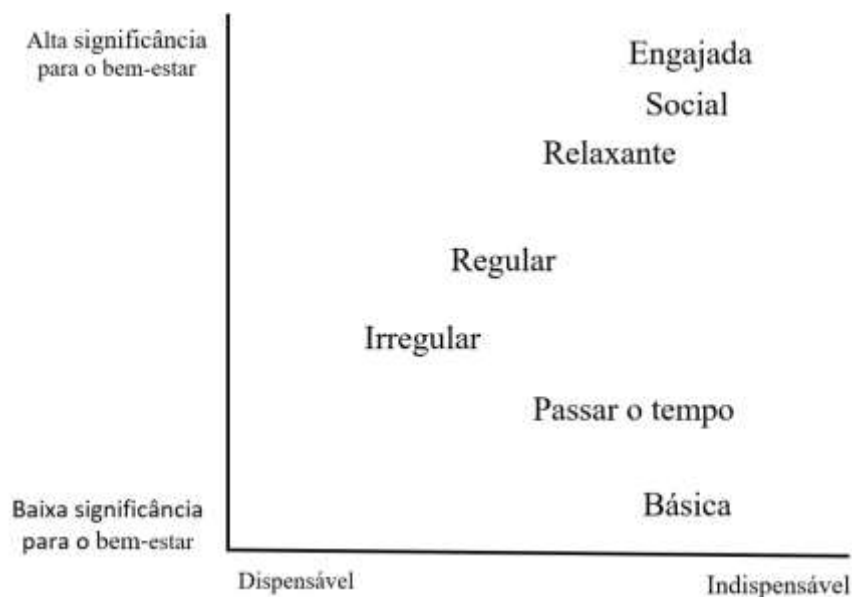 Alta significância
para o bem-estar
Engajada
Social
Relaxante
Regular
Irregular
Passar o tempo
Básica
Baixa significância
para o bem-estar
Dispensável
Indispensável